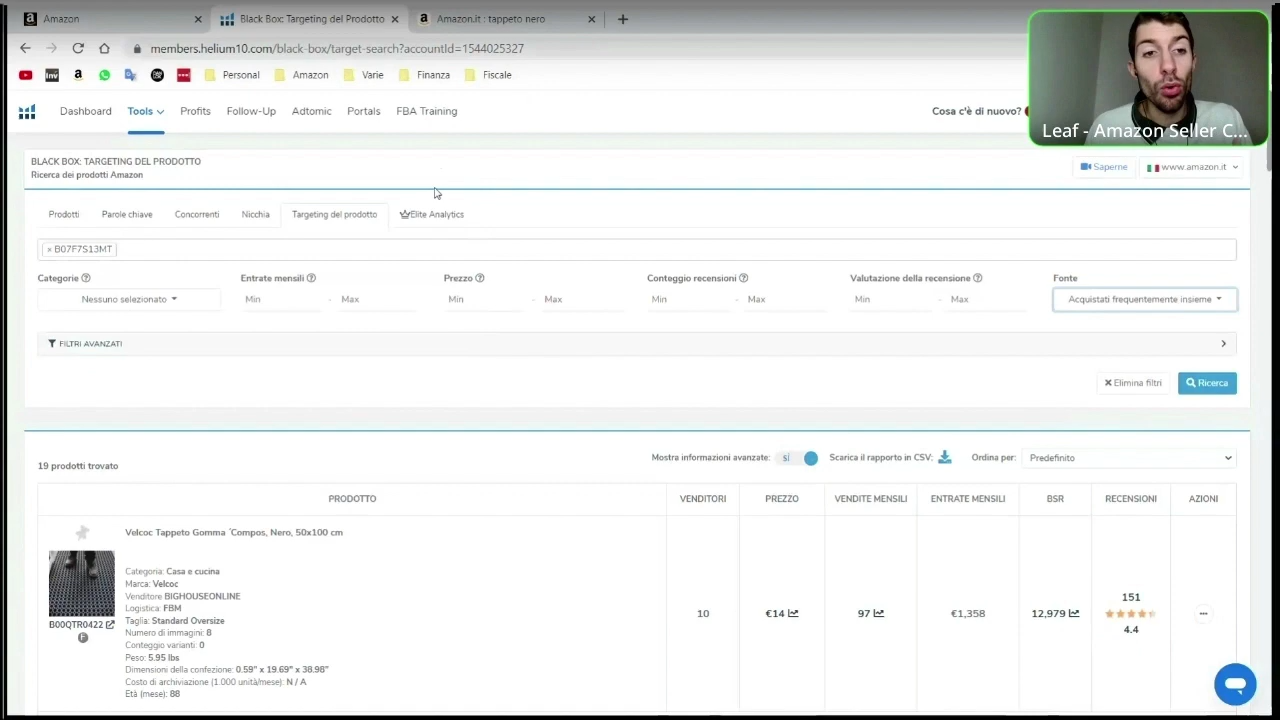 Amazon
Black Box: Targeting del Prodotto
Amazon.it : tappeto nero
members.helium10.com/black-box/target-search?accountId=1544025327
Inv
Personal
Amazon
Varie
Finanza
Fiscale
Dashboard
Tools
Profits
Follow-Up
Adtomic
Portals
FBA Training
Cosa c'è di nuovo?
Leaf - Amazon Seller C...
BLACK BOX: TARGETING DEL PRODOTTO
Ricerca dei prodotti Amazon
Saperne
www.amazon.it
Prodotti
Parole chiave
Concorrenti
Nicchia
Targeting del prodotto
Elite Analytics
× B07F7S13MT
Categorie
Entrate mensili
Prezzo
Conteggio recensioni
Valutazione della recensione
Fonte
Nessuno selezionato
Min - Max
Min - Max
Min - Max
Min - Max
Acquistati frequentemente insieme
FILTRI AVANZATI
Elimina filtri
Ricerca
19 prodotti trovato
Mostra informazioni avanzate: sì
Scarica il rapporto in CSV:
Ordina per: Predefinito
PRODOTTO
VENDITORI
PREZZO
VENDITE MENSILI
ENTRATE MENSILI
BSR
RECENSIONI
AZIONI
Velcoc Tappeto Gomma ¨Compos, Nero, 50x100 cm
Categoria: Casa e cucina
Marca: Velcoc
Venditore BIGHOUSEONLINE
Logistica: FBM
Taglia: Standard Oversize
Numero di immagini: 8
Conteggio varianti: 0
Peso: 5.95 lbs
Dimensioni della confezione: 0.59" x 19.69" x 38.98"
Costo di archiviazione (1.000 unità/mese): N / A
Età (mese): 88
B00QTR0422
F
10
€14
97
€1,358
12,979
151
4.4